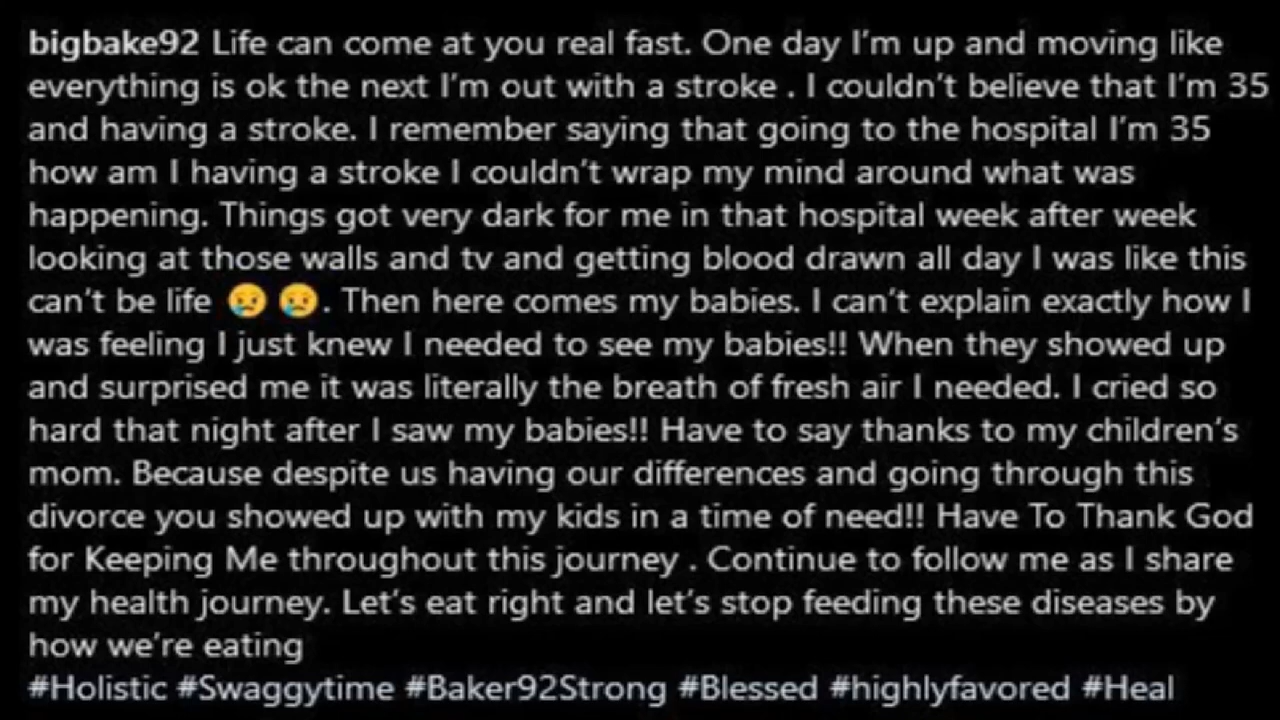 bigbake92 Life can come at you real fast. One day I'm up and moving like
everything is ok the next I'm out with a stroke . I couldn't believe that I'm 35
and having a stroke. I remember saying that going to the hospital I'm 35
how am I having a stroke I couldn't wrap my mind around what was
happening. Things got very dark for me in that hospital week after week
looking at those walls and tv and getting blood drawn all day I was like this
can't be life 😢😢. Then here comes my babies. I can't explain exactly how I
was feeling I just knew I needed to see my babies!! When they showed up
and surprised me it was literally the breath of fresh air I needed. I cried so
hard that night after I saw my babies!! Have to say thanks to my children's
mom. Because despite us having our differences and going through this
divorce you showed up with my kids in a time of need!! Have To Thank God
for Keeping Me throughout this journey . Continue to follow me as I share
my health journey. Let's eat right and let's stop feeding these diseases by
how we're eating
#Holistic #Swaggytime #Baker92Strong #Blessed #highlyfavored #Heal